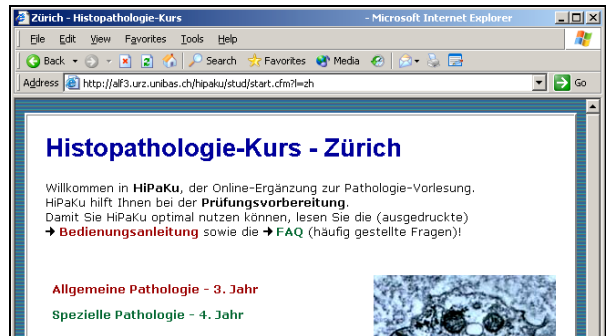 Zürich - Histopathologie-Kurs - Microsoft Internet Explorer
File Edit View Favorites Tools Help
Back Search Favorites Media
Address http://alf3.urz.unibas.ch/hipaku/stud/start.cfm?l=zh Go
Histopathologie-Kurs - Zürich
Willkommen in HiPaKu, der Online-Ergänzung zur Pathologie-Vorlesung.
HiPaKu hilft Ihnen bei der Prüfungsvorbereitung.
Damit Sie HiPaKu optimal nutzen können, lesen Sie die (ausgedruckte)
➔ Bedienungsanleitung sowie die ➔ FAQ (häufig gestellte Fragen)!
Allgemeine Pathologie - 3. Jahr
Spezielle Pathologie - 4. Jahr